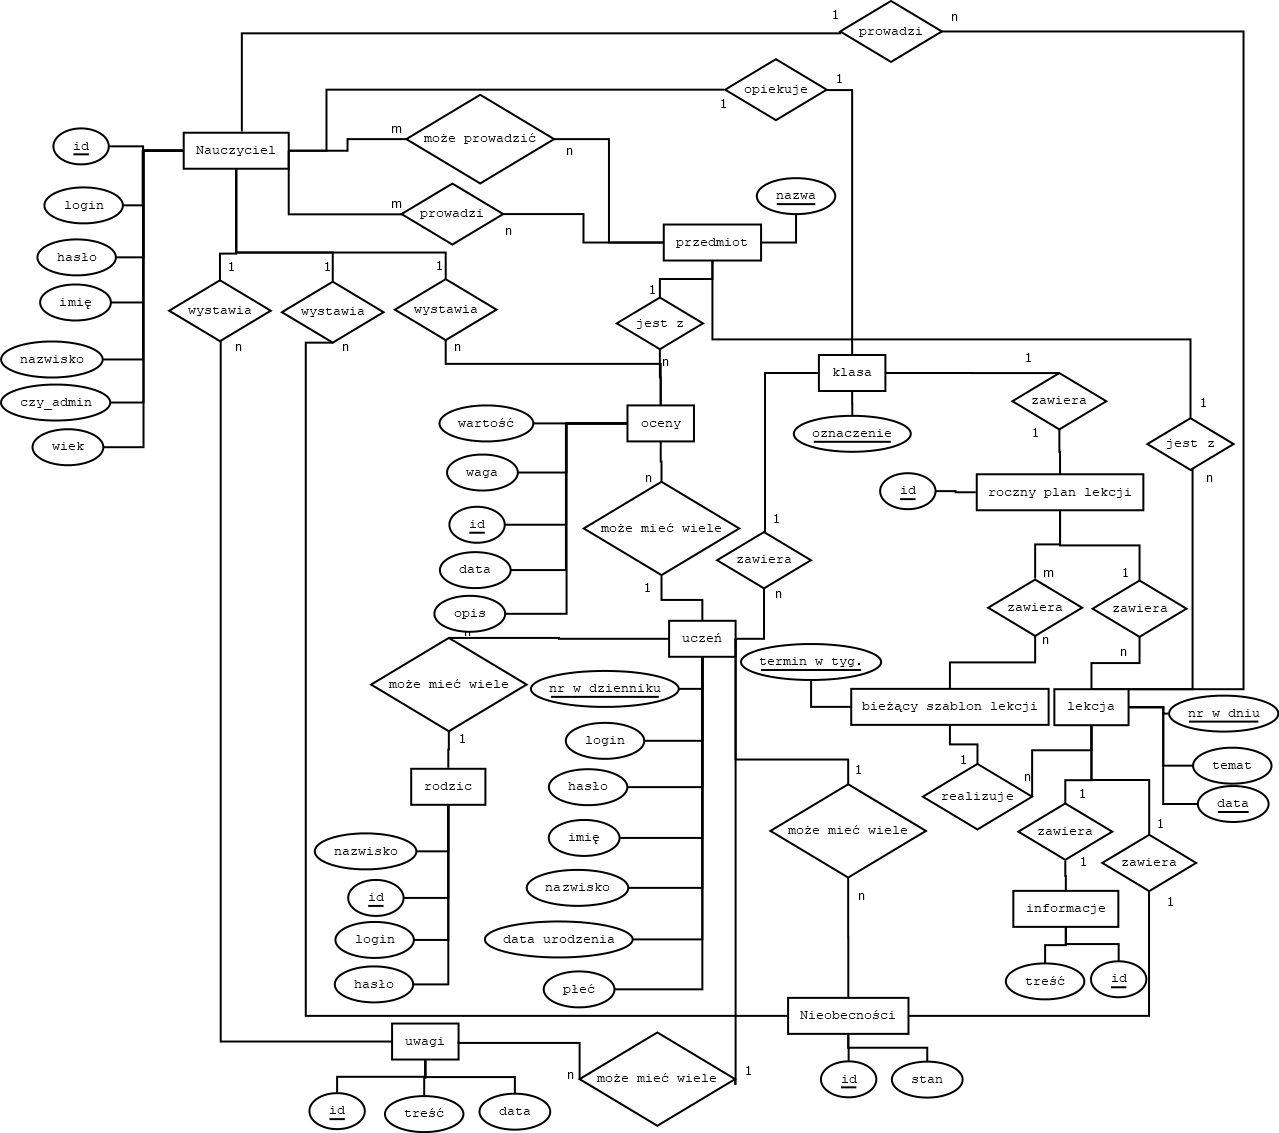 1
prowadzi
n
opiekuje
1
1
m
może prowadzić
n
id
Nauczyciel
login
m
prowadzi
n
nazwa
przedmiot
hasło
imię
1
1
1
wystawia
wystawia
wystawia
n
n
n
1
jest z
n
nazwisko
czy_admin
wiek
klasa
oznaczenie
1
zawiera
1
1
jest z
n
wartość
oceny
waga
id
data
opis
n
może mieć wiele
1
1
zawiera
n
id
roczny plan lekcji
m
zawiera
n
1
zawiera
n
uczeń
n
może mieć wiele
1
nr w dzienniku
termin w tyg.
bieżący szablon lekcji
lekcja
nr w dniu
login
temat
data
rodzic
hasło
1
może mieć wiele
n
1
realizuje
n
1
zawiera
1
1
zawiera
1
nazwisko
imię
id
nazwisko
login
data urodzenia
hasło
płeć
informacje
treść
id
Nieobecności
id
stan
uwagi
n
może mieć wiele
1
id
treść
data